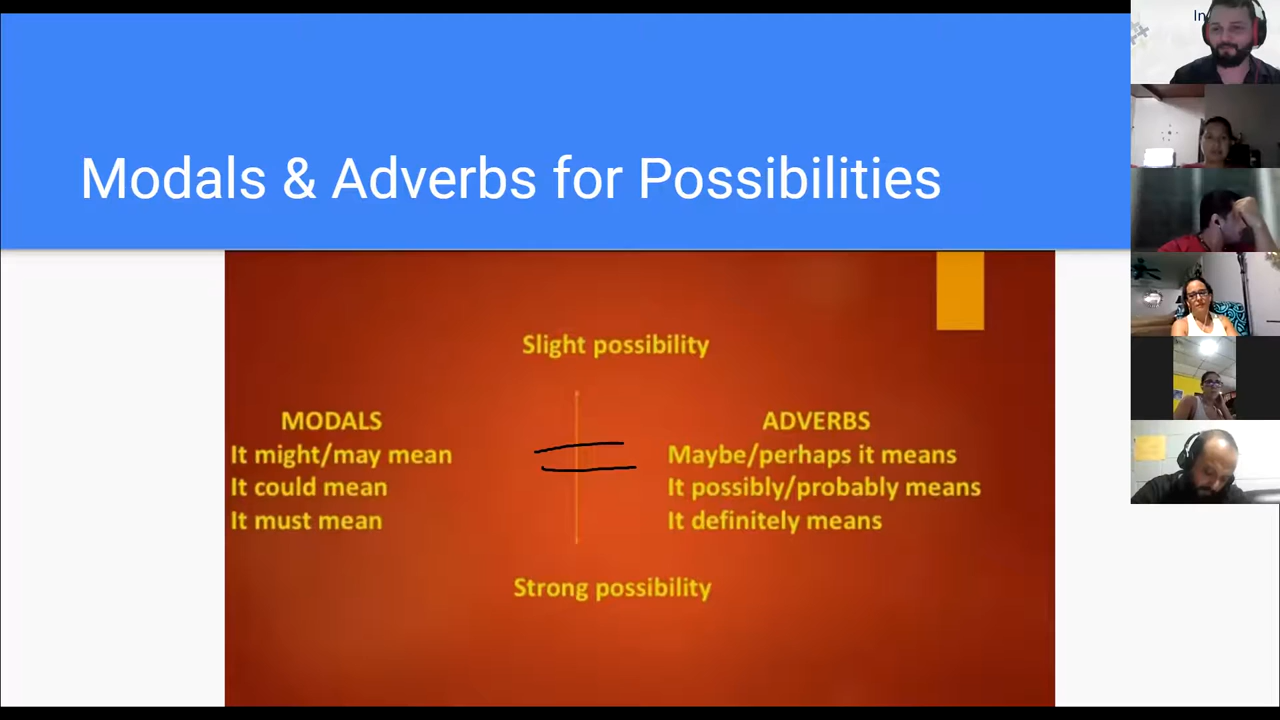 Modals & Adverbs for Possibilities
Slight possibility
MODALS
It might/may mean
It could mean
It must mean
ADVERBS
Maybe/perhaps it means
It possibly/probably means
It definitely means
Strong possibility